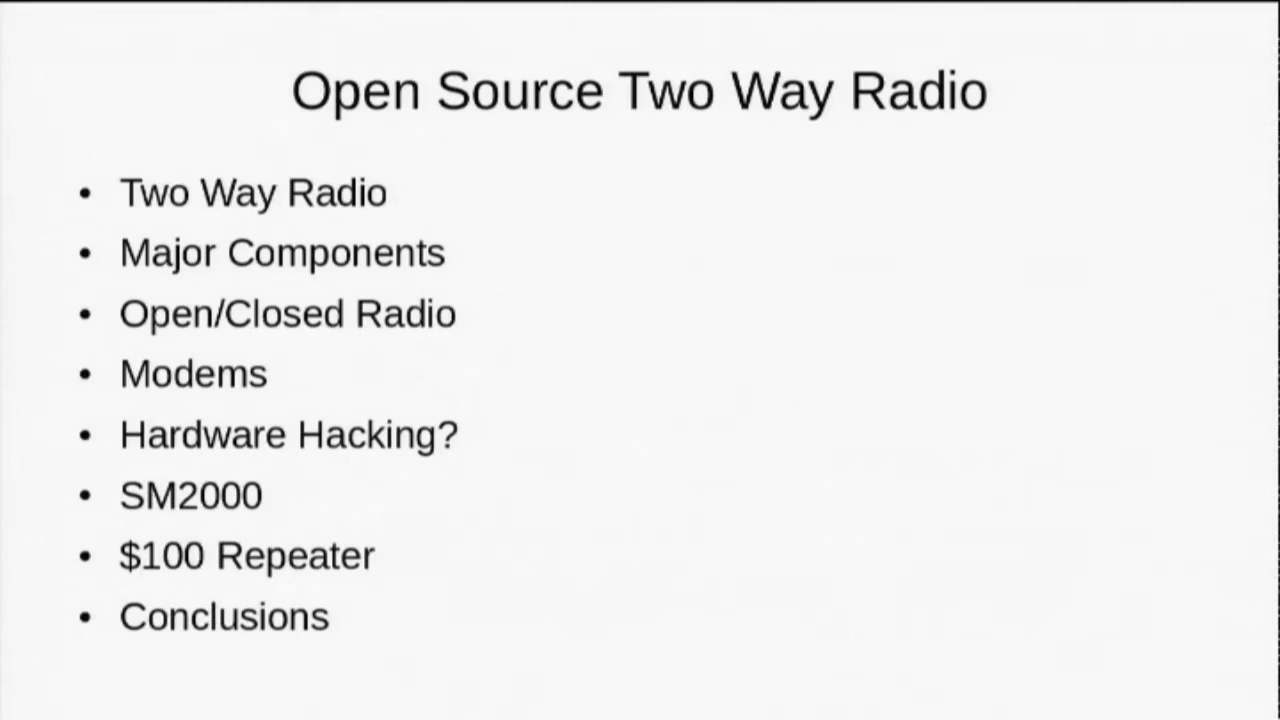 Open Source Two Way Radio
• Two Way Radio
• Major Components
• Open/Closed Radio
• Modems
• Hardware Hacking?
• SM2000
• $100 Repeater
• Conclusions